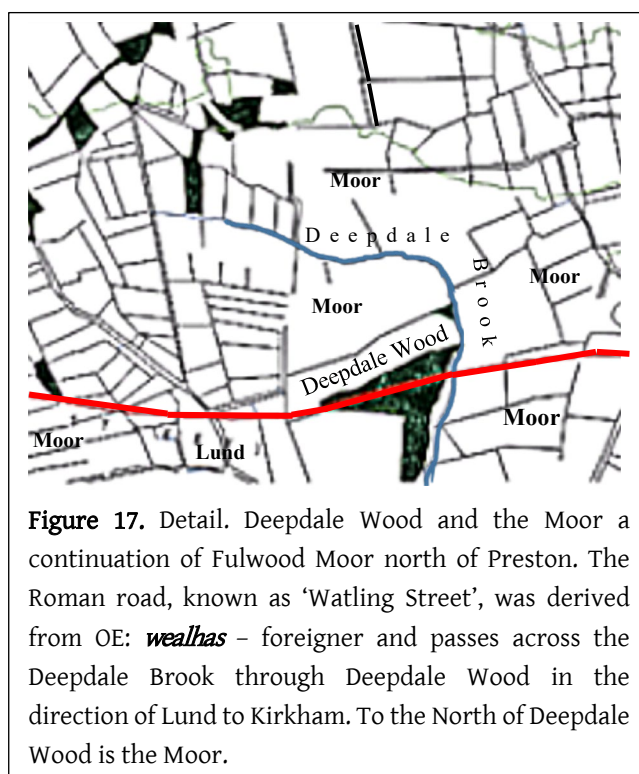 Moor
Deepdale
Brook
Moor
Moor
Deepdale Wood
Moor
Moor
Lund
Figure 17. Detail. Deepdale Wood and the Moor a
continuation of Fulwood Moor north of Preston. The
Roman road, known as ‘Watling Street’, was derived
from OE: wealhas – foreigner and passes across the
Deepdale Brook through Deepdale Wood in the
direction of Lund to Kirkham. To the North of Deepdale
Wood is the Moor.